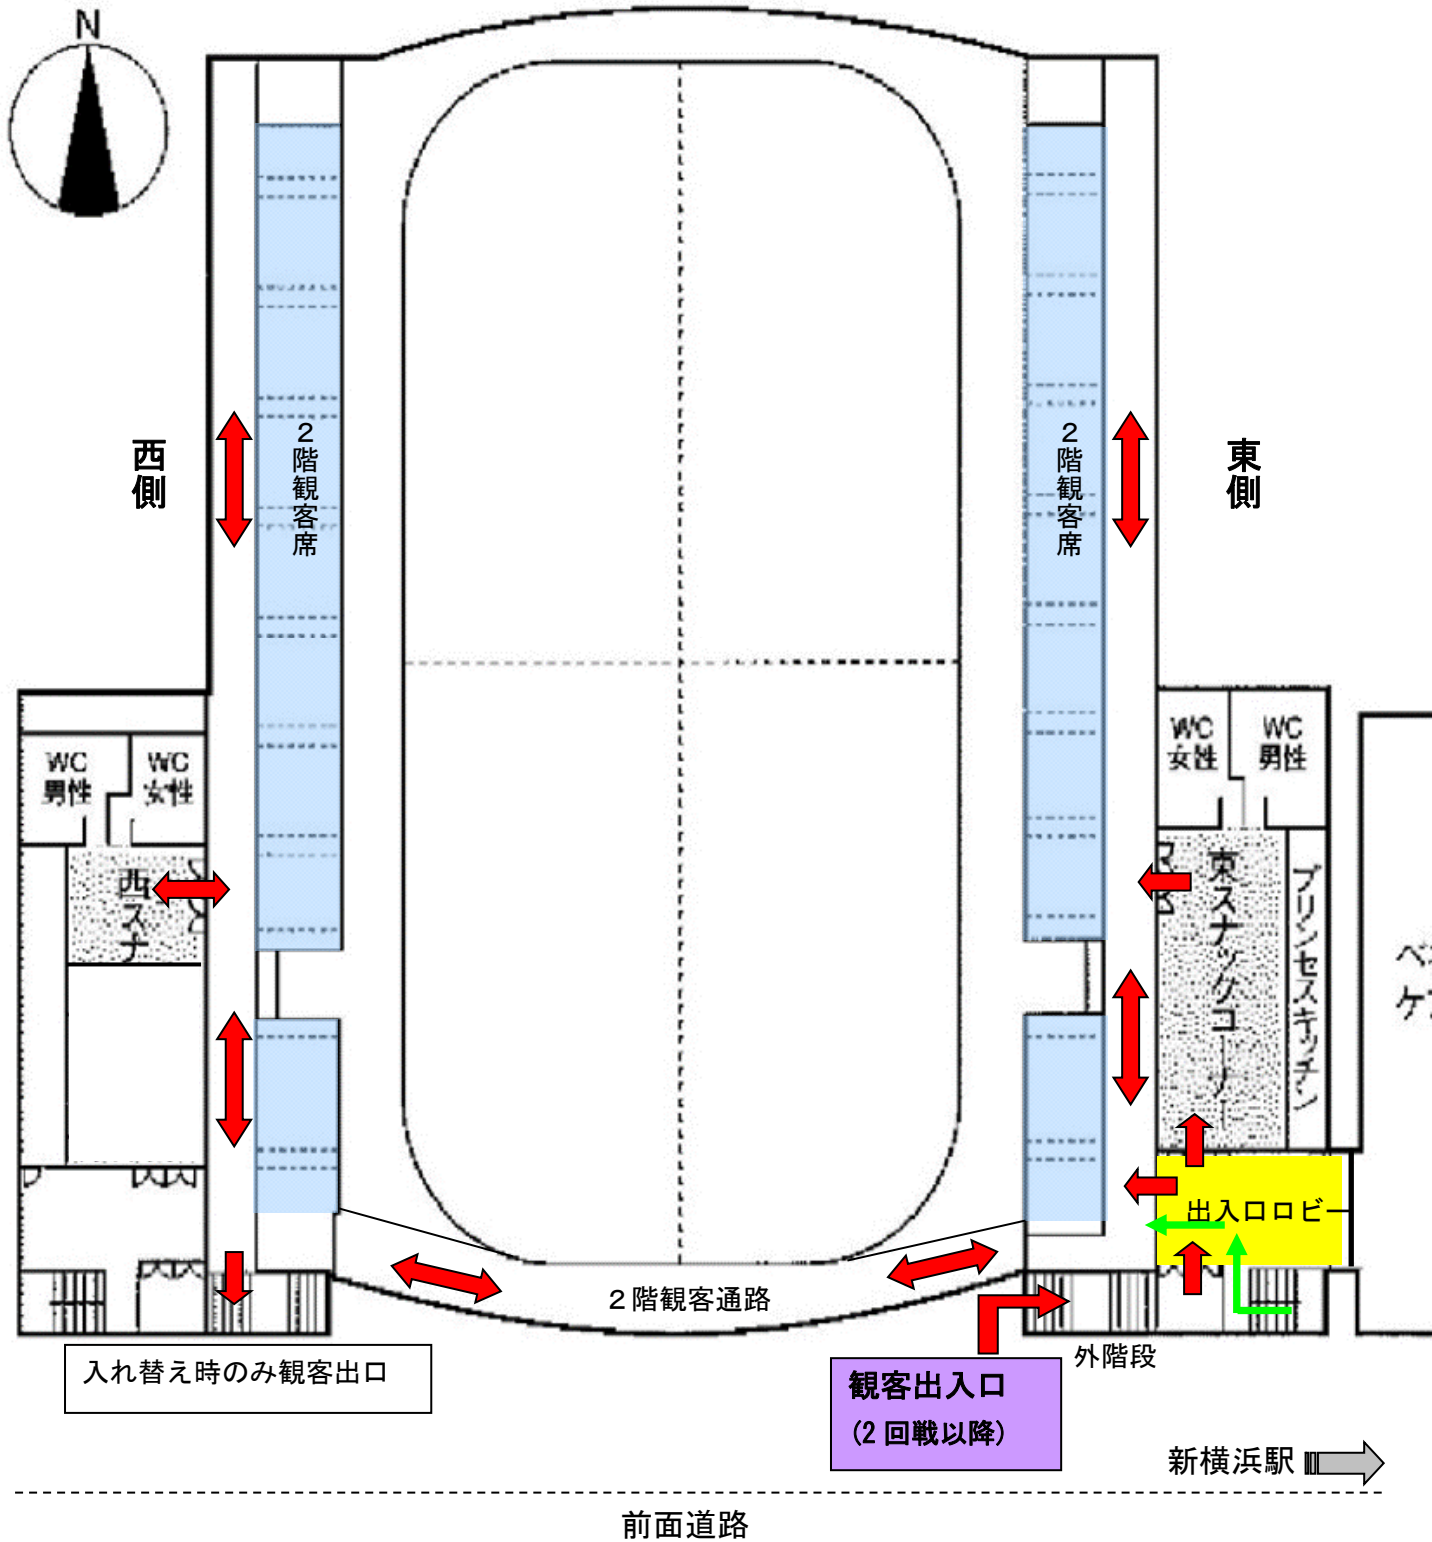 N
西側
2階観客席
2階観客席
東側
WC
男性
WC
女性
WC
女性
WC
男性
西スナ
東スナックコーナー
プリンセスキッチン
出入口ロビー
2階観客通路
外階段
入れ替え時のみ観客出口
観客出入口
(2回戦以降)
新横浜駅
前面道路